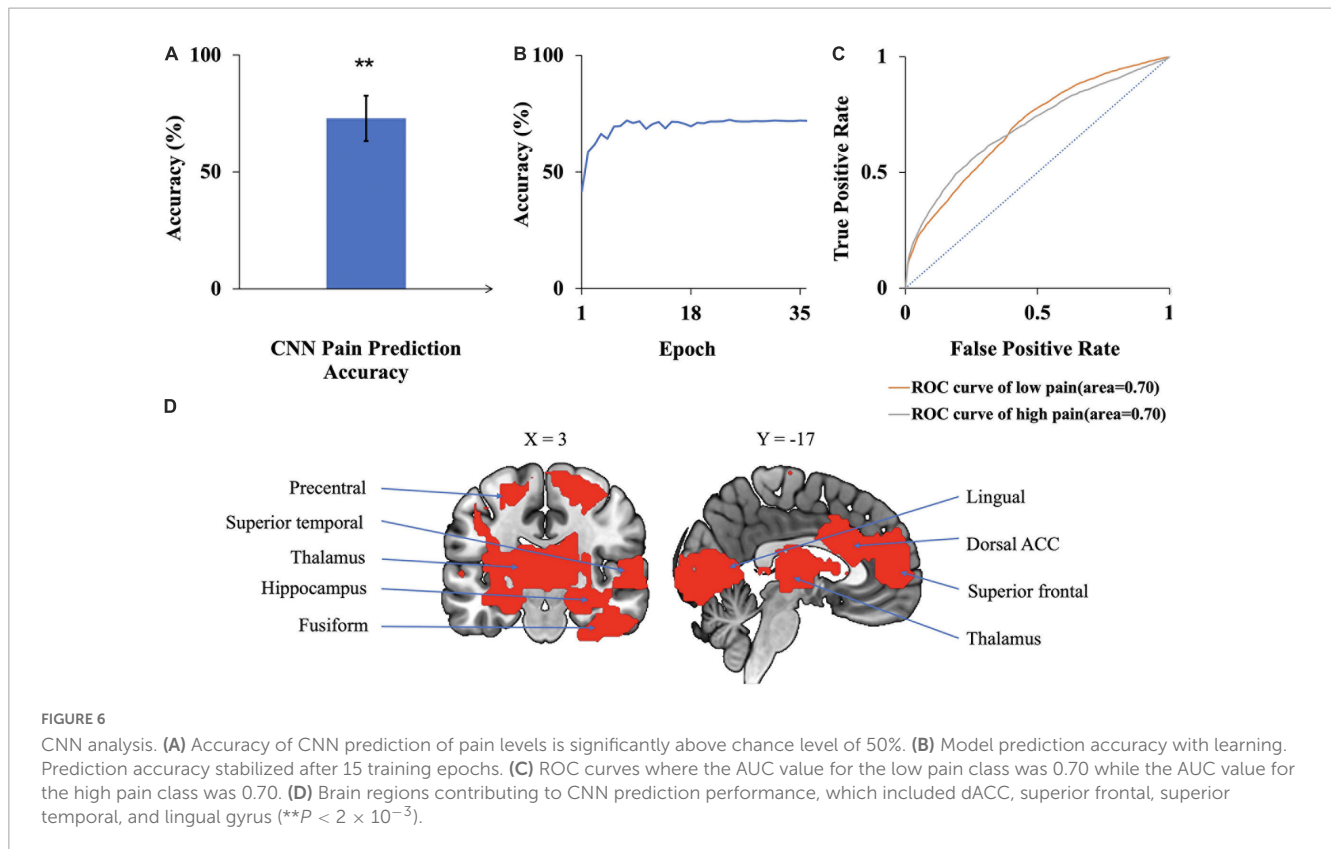 A
100
**
50
0
Accuracy (%)
CNN Pain Prediction
Accuracy
B
100
50
0
Accuracy (%)
1
18
35
Epoch
C
1
0.5
0
True Positive Rate
0
0.5
1
False Positive Rate
ROC curve of low pain(area=0.70)
ROC curve of high pain(area=0.70)
D
X = 3
Precentral
Superior temporal
Thalamus
Hippocampus
Fusiform
Y = -17
Lingual
Dorsal ACC
Superior frontal
Thalamus
FIGURE 6
CNN analysis. (A) Accuracy of CNN prediction of pain levels is significantly above chance level of 50%. (B) Model prediction accuracy with learning.
Prediction accuracy stabilized after 15 training epochs. (C) ROC curves where the AUC value for the low pain class was 0.70 while the AUC value for
the high pain class was 0.70. (D) Brain regions contributing to CNN prediction performance, which included dACC, superior frontal, superior
temporal, and lingual gyrus (**P < 2 × 10⁻³).